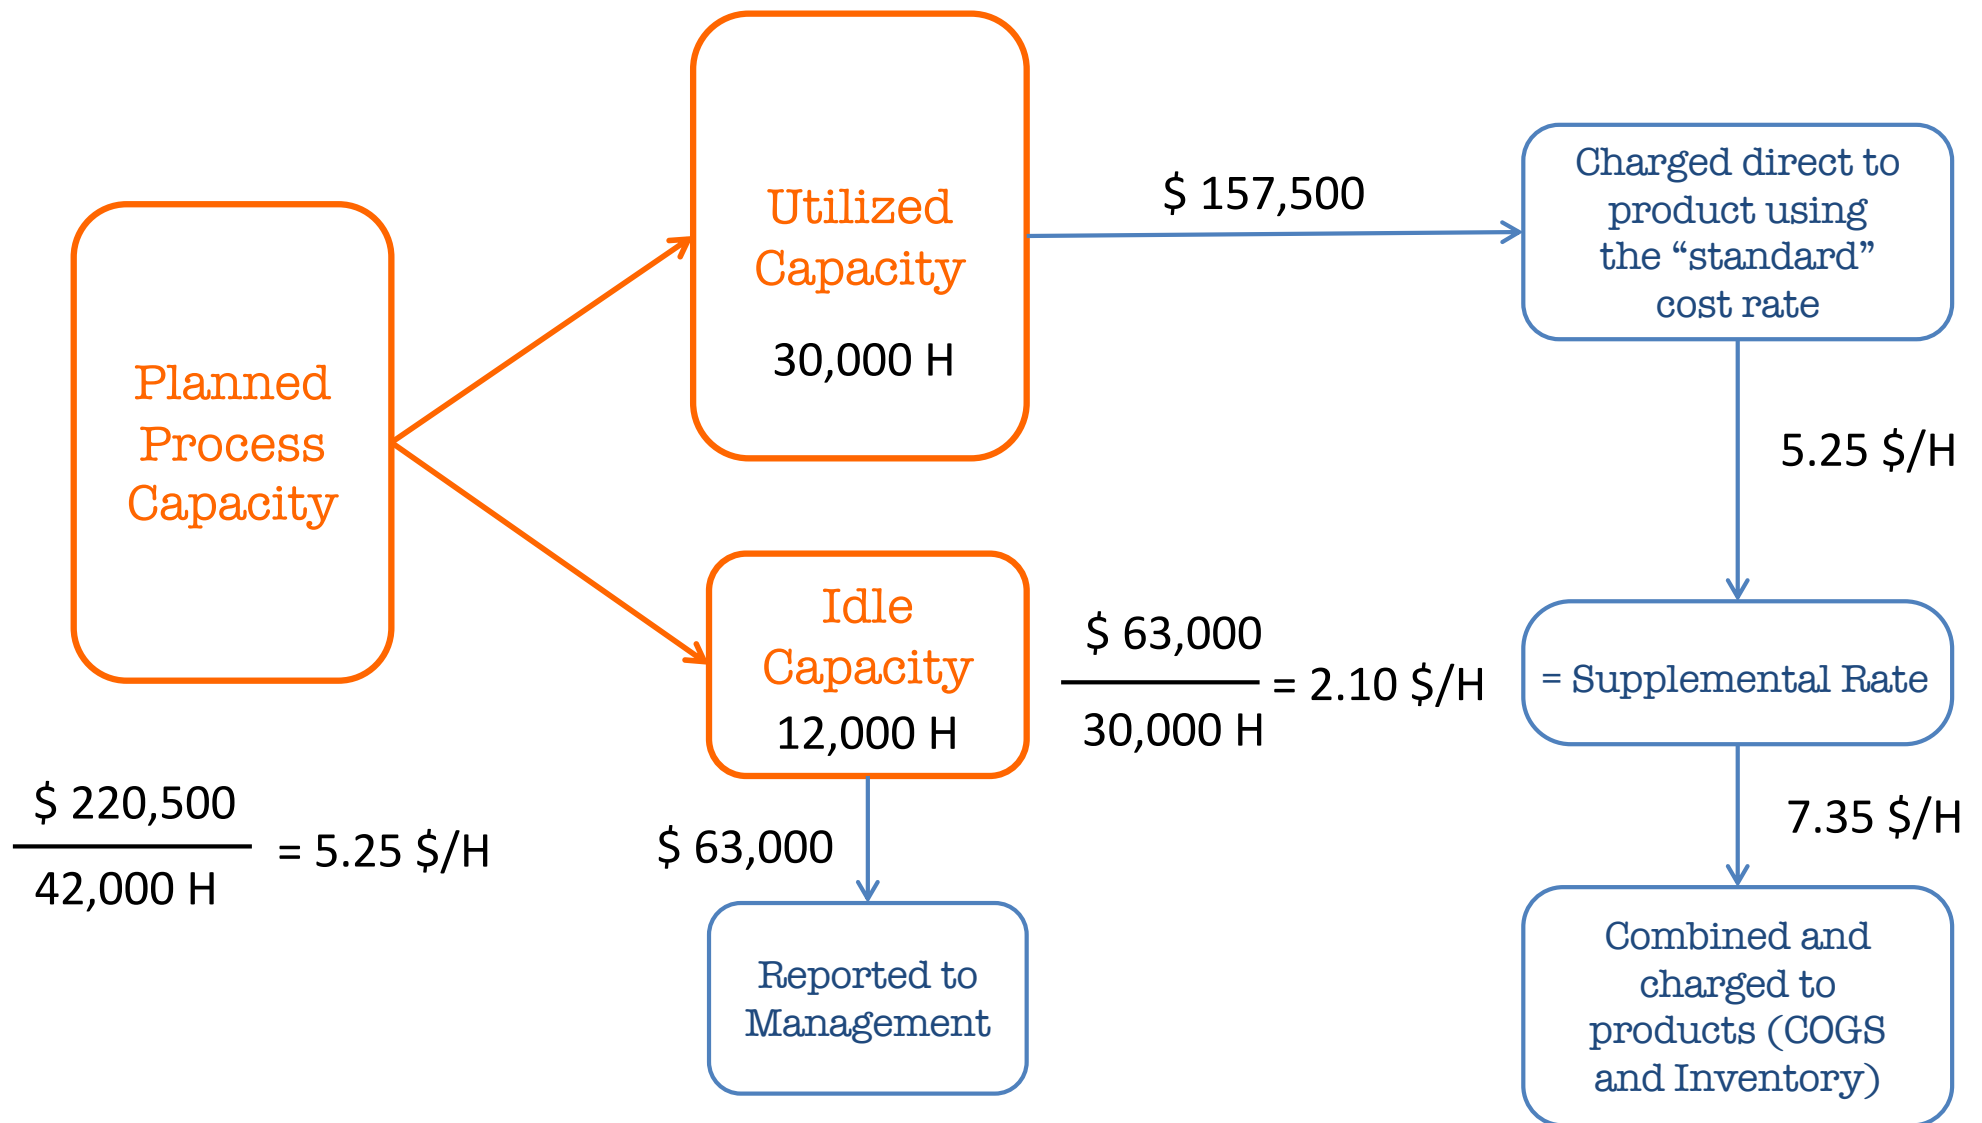 Planned
Process
Capacity
$ 220,500
42,000 H
= 5.25 $/H
Utilized
Capacity
30,000 H
Idle
Capacity
12,000 H
$ 63,000
Reported to
Management
$ 157,500
$ 63,000
30,000 H
= 2.10 $/H
Charged direct to
product using
the “standard”
cost rate
5.25 $/H
= Supplemental Rate
7.35 $/H
Combined and
charged to
products (COGS
and Inventory)